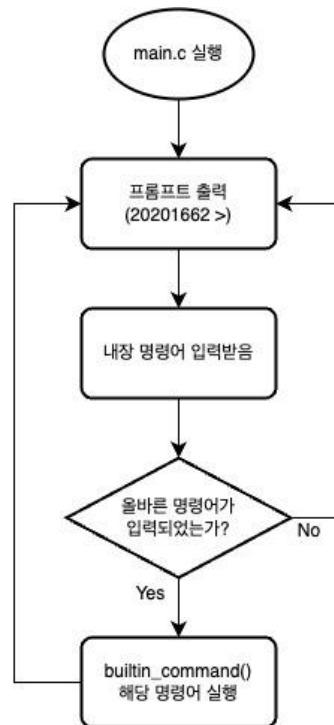 main.c 실행
프롬프트 출력
(20201662 >)
내장 명령어 입력받음
올바른 명령어가
입력되었는가?
No
Yes
builtin_command()
해당 명령어 실행